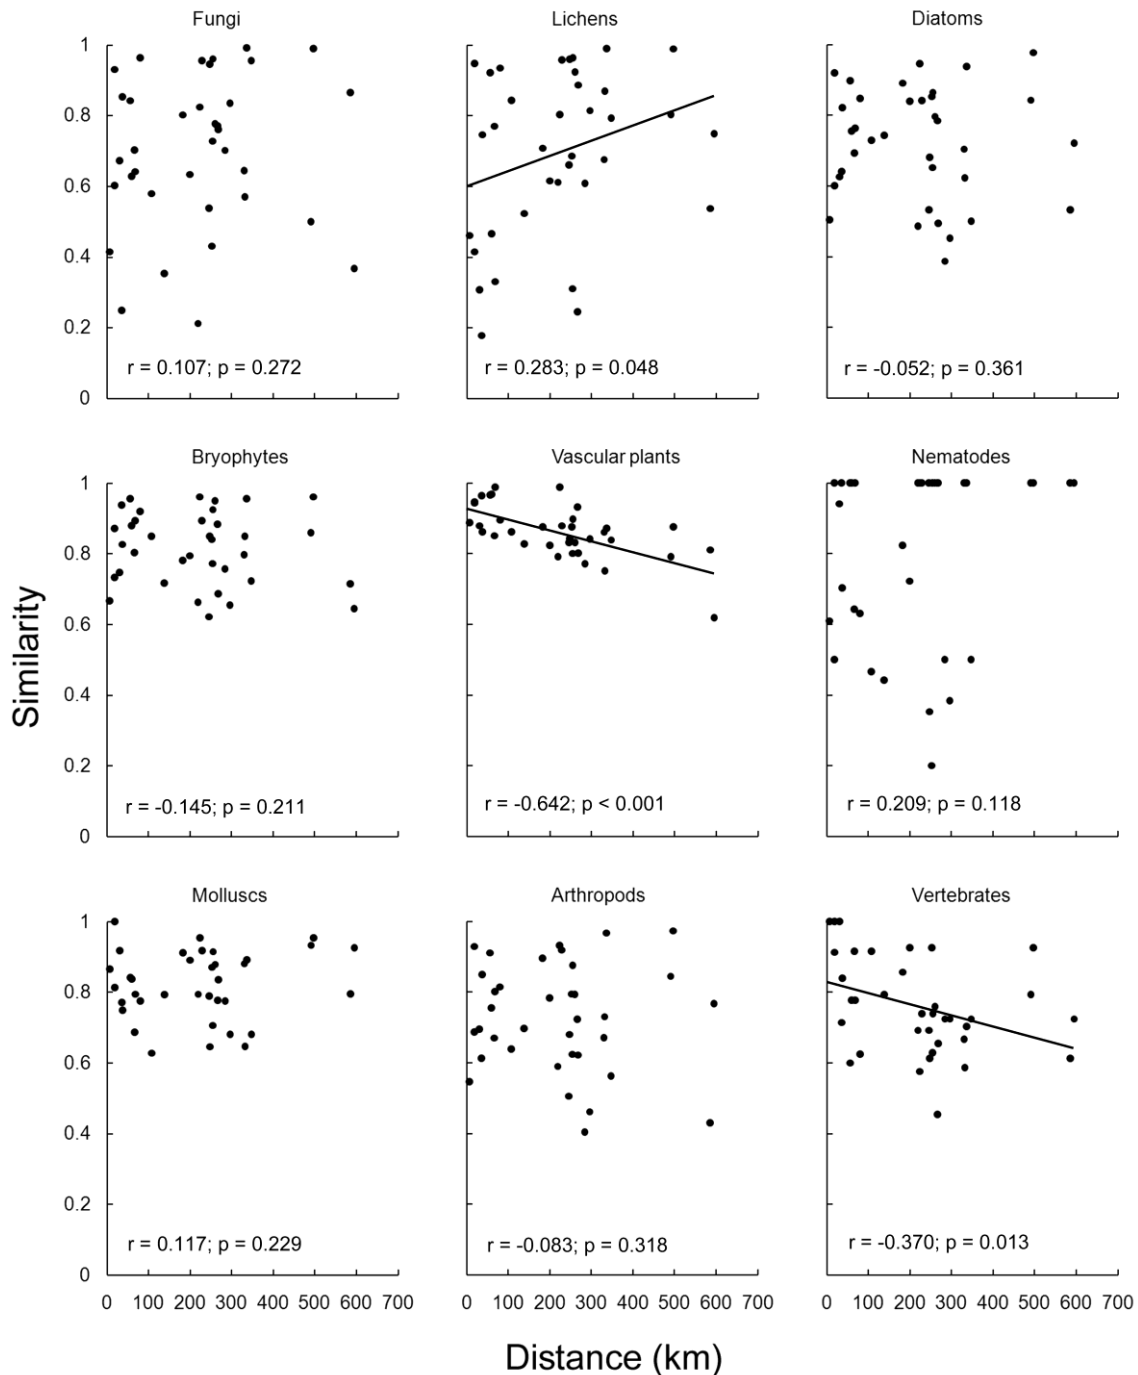 Fungi
Lichens
Diatoms
1
0.8
0.6
0.4
0.2
0
r = 0.107; p = 0.272
r = 0.283; p = 0.048
r = -0.052; p = 0.361
Bryophytes
Vascular plants
Nematodes
1
0.8
0.6
0.4
0.2
0
r = -0.145; p = 0.211
r = -0.642; p < 0.001
r = 0.209; p = 0.118
Similarity
Molluscs
Arthropods
Vertebrates
1
0.8
0.6
0.4
0.2
0
r = 0.117; p = 0.229
r = -0.083; p = 0.318
r = -0.370; p = 0.013
0 100 200 300 400 500 600 700
0 100 200 300 400 500 600 700
0 100 200 300 400 500 600 700
Distance (km)